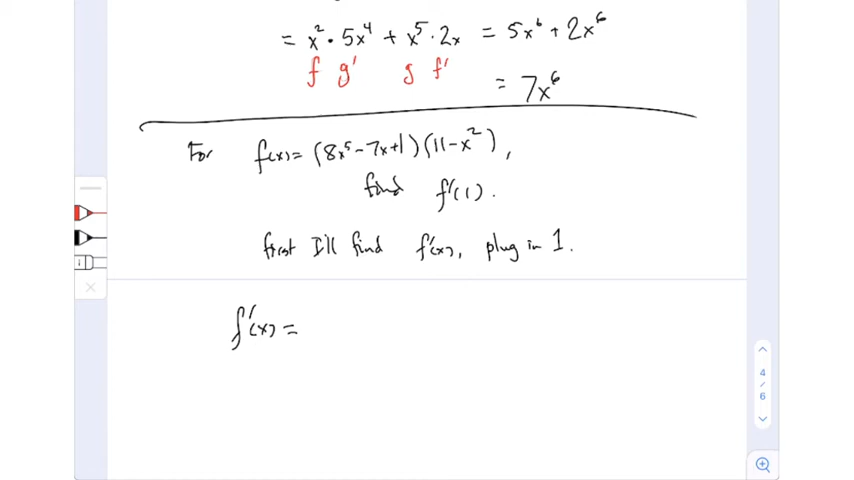 = x² · 5x⁴ + x⁵ · 2x = 5x⁶ + 2x⁶
f g' g f'
= 7x⁶
For f(x) = (8x⁵ - 7x + 1)(11 - x²),
find f'(1).
first I'll find f'(x), plug in 1.
f'(x) =
4
/
6